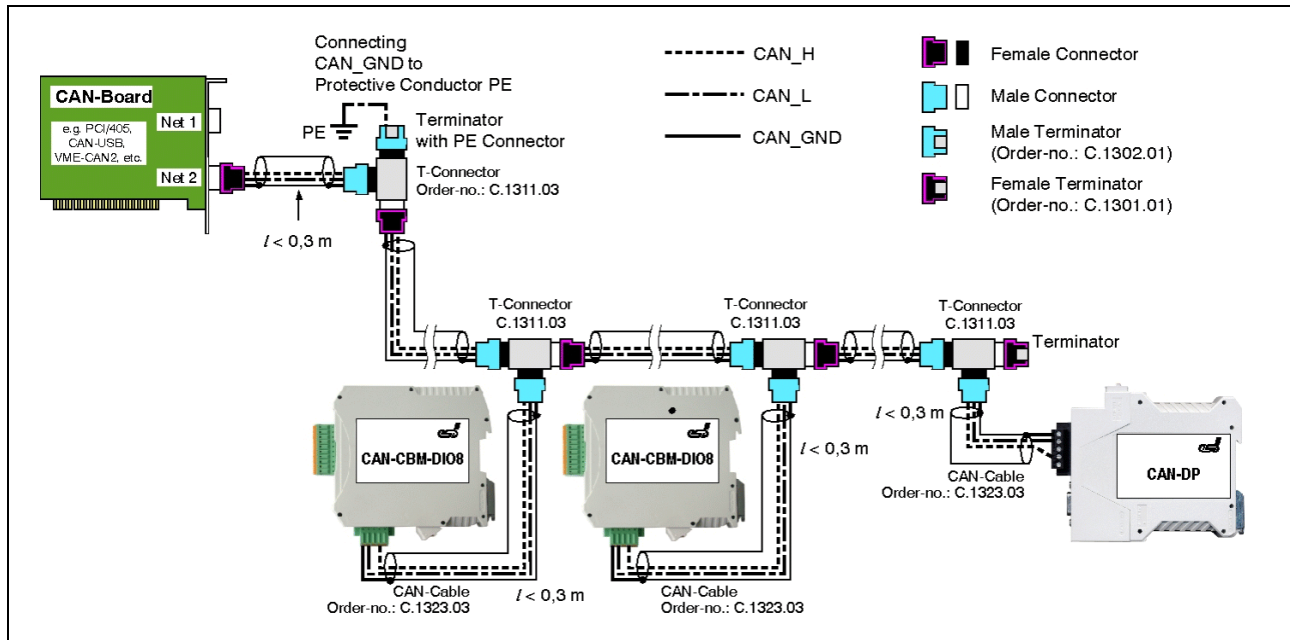 Connecting
CAN_GND to
Protective Conductor PE
CAN-Board
e.g. PCI/405,
CAN-USB,
VME-CAN2, etc.
Net 1
Net 2
PE
Terminator
with PE Connector
T-Connector
Order-no.: C.1311.03
l < 0,3 m
CAN_H
CAN_L
CAN_GND
Female Connector
Male Connector
Male Terminator
(Order-no.: C.1302.01)
Female Terminator
(Order-no.: C.1301.01)
T-Connector
C.1311.03
T-Connector
C.1311.03
T-Connector
C.1311.03
Terminator
CAN-CBM-DIO8
CAN-Cable
Order-no.: C.1323.03
l < 0,3 m
CAN-CBM-DIO8
CAN-Cable
Order-no.: C.1323.03
l < 0,3 m
l < 0,3 m
CAN-Cable
Order-no.: C.1323.03
CAN-DP